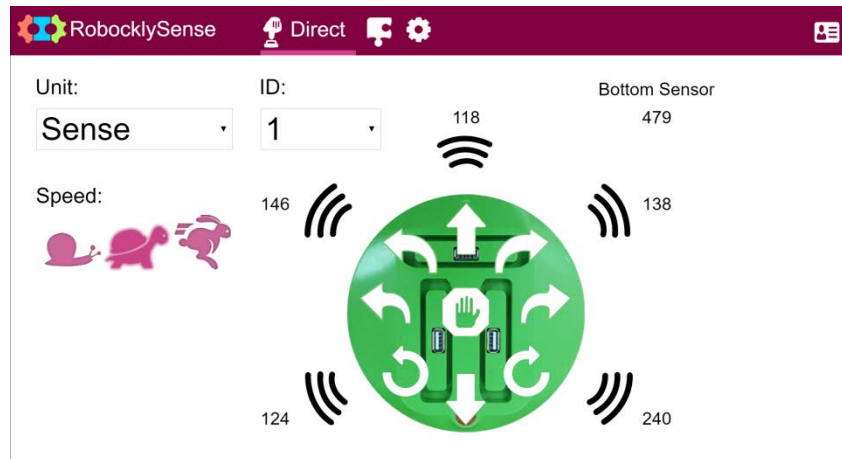 RobocklySense Direct
Unit: ID: Bottom Sensor
Sense 1 118 479
Speed:
146 138
124 240